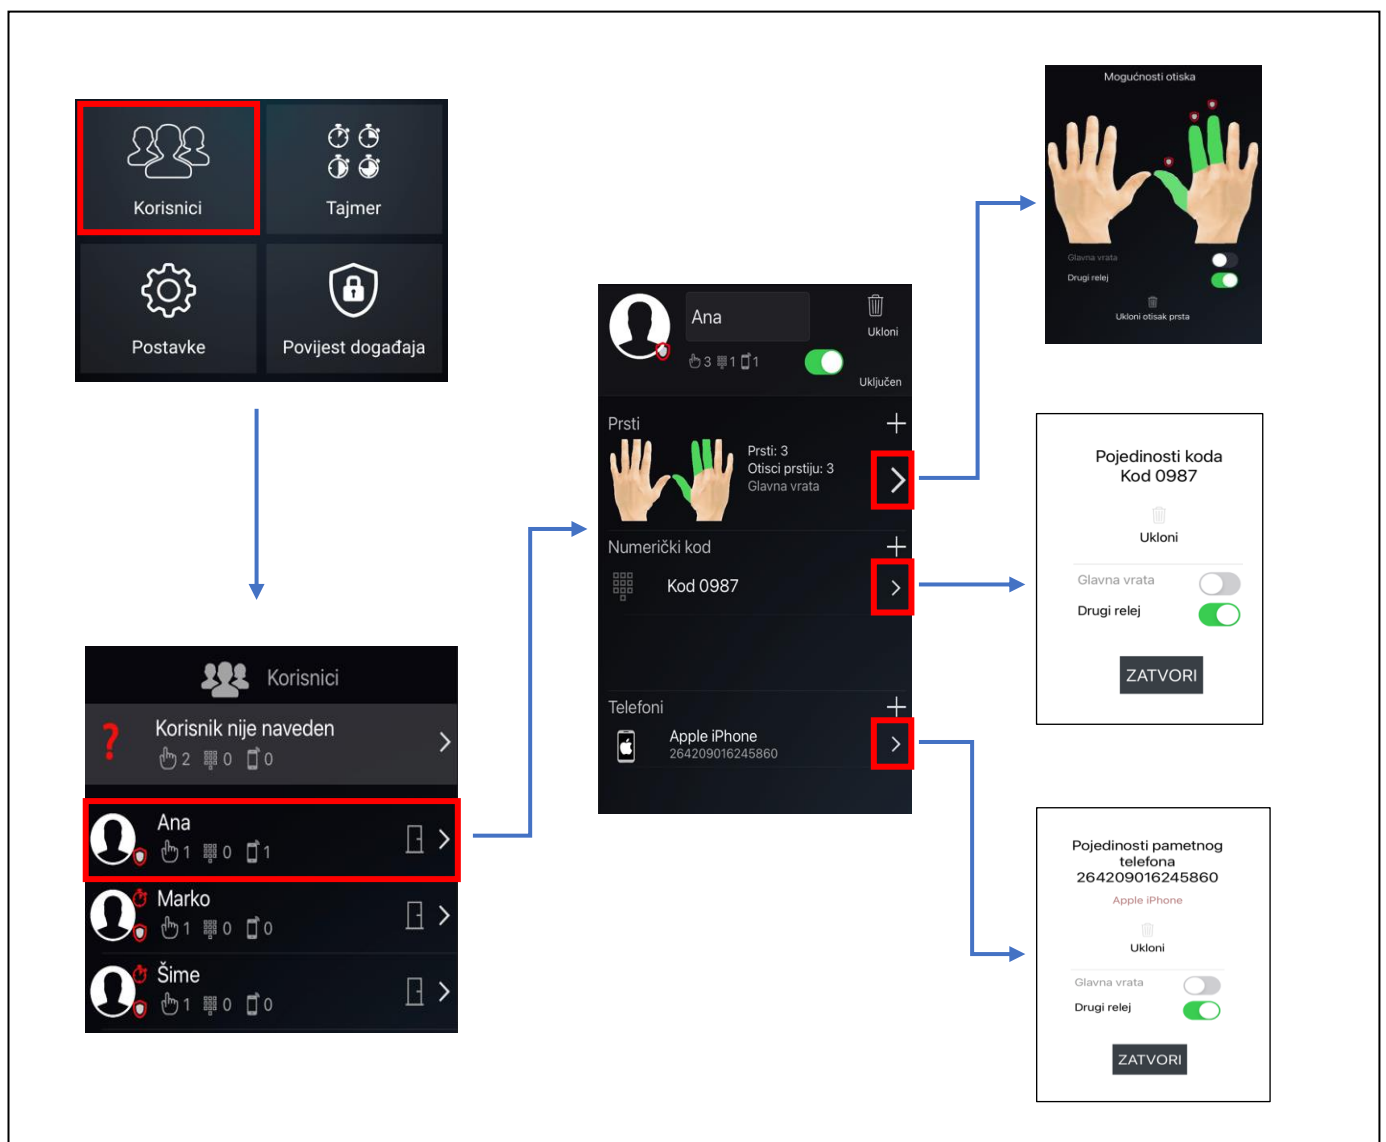 Korisnici
Tajmer
Postavke
Povijest događaja
Korisnici
Korisnik nije naveden
2 0 0
Ana
1 0 1
Marko
1 0 0
Šime
1 0 0
Ana
Ukloni
3 1 1
Uključen
Prsti
Prsti: 3
Otisci prstiju: 3
Glavna vrata
Numerički kod
Kod 0987
Telefoni
Apple iPhone
264209016245860
Mogućnosti otiska
Glavna vrata
Drugi relej
Ukloni otisak prsta
Pojedinosti koda
Kod 0987
Ukloni
Glavna vrata
Drugi relej
ZATVORI
Pojedinosti pametnog
telefona
264209016245860
Apple iPhone
Ukloni
Glavna vrata
Drugi relej
ZATVORI